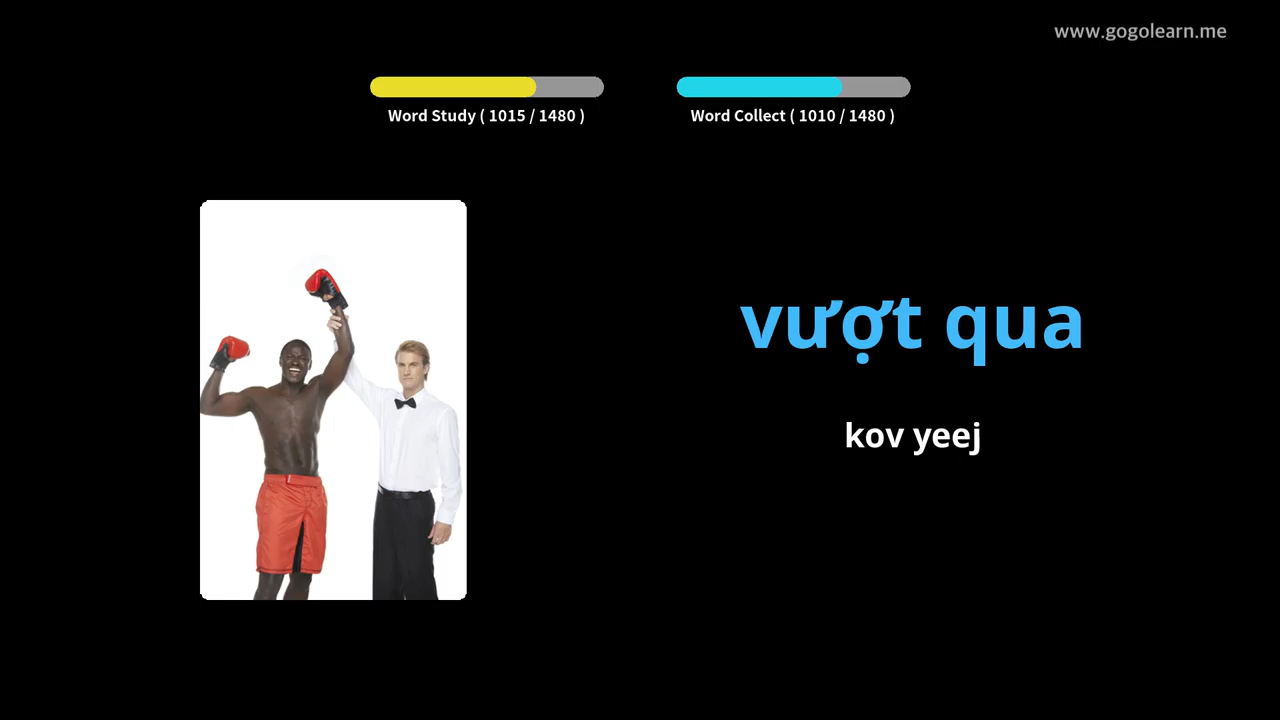 www.gogolearn.me
Word Study ( 1015 / 1480 )
Word Collect ( 1010 / 1480 )
vượt qua
kov yeej